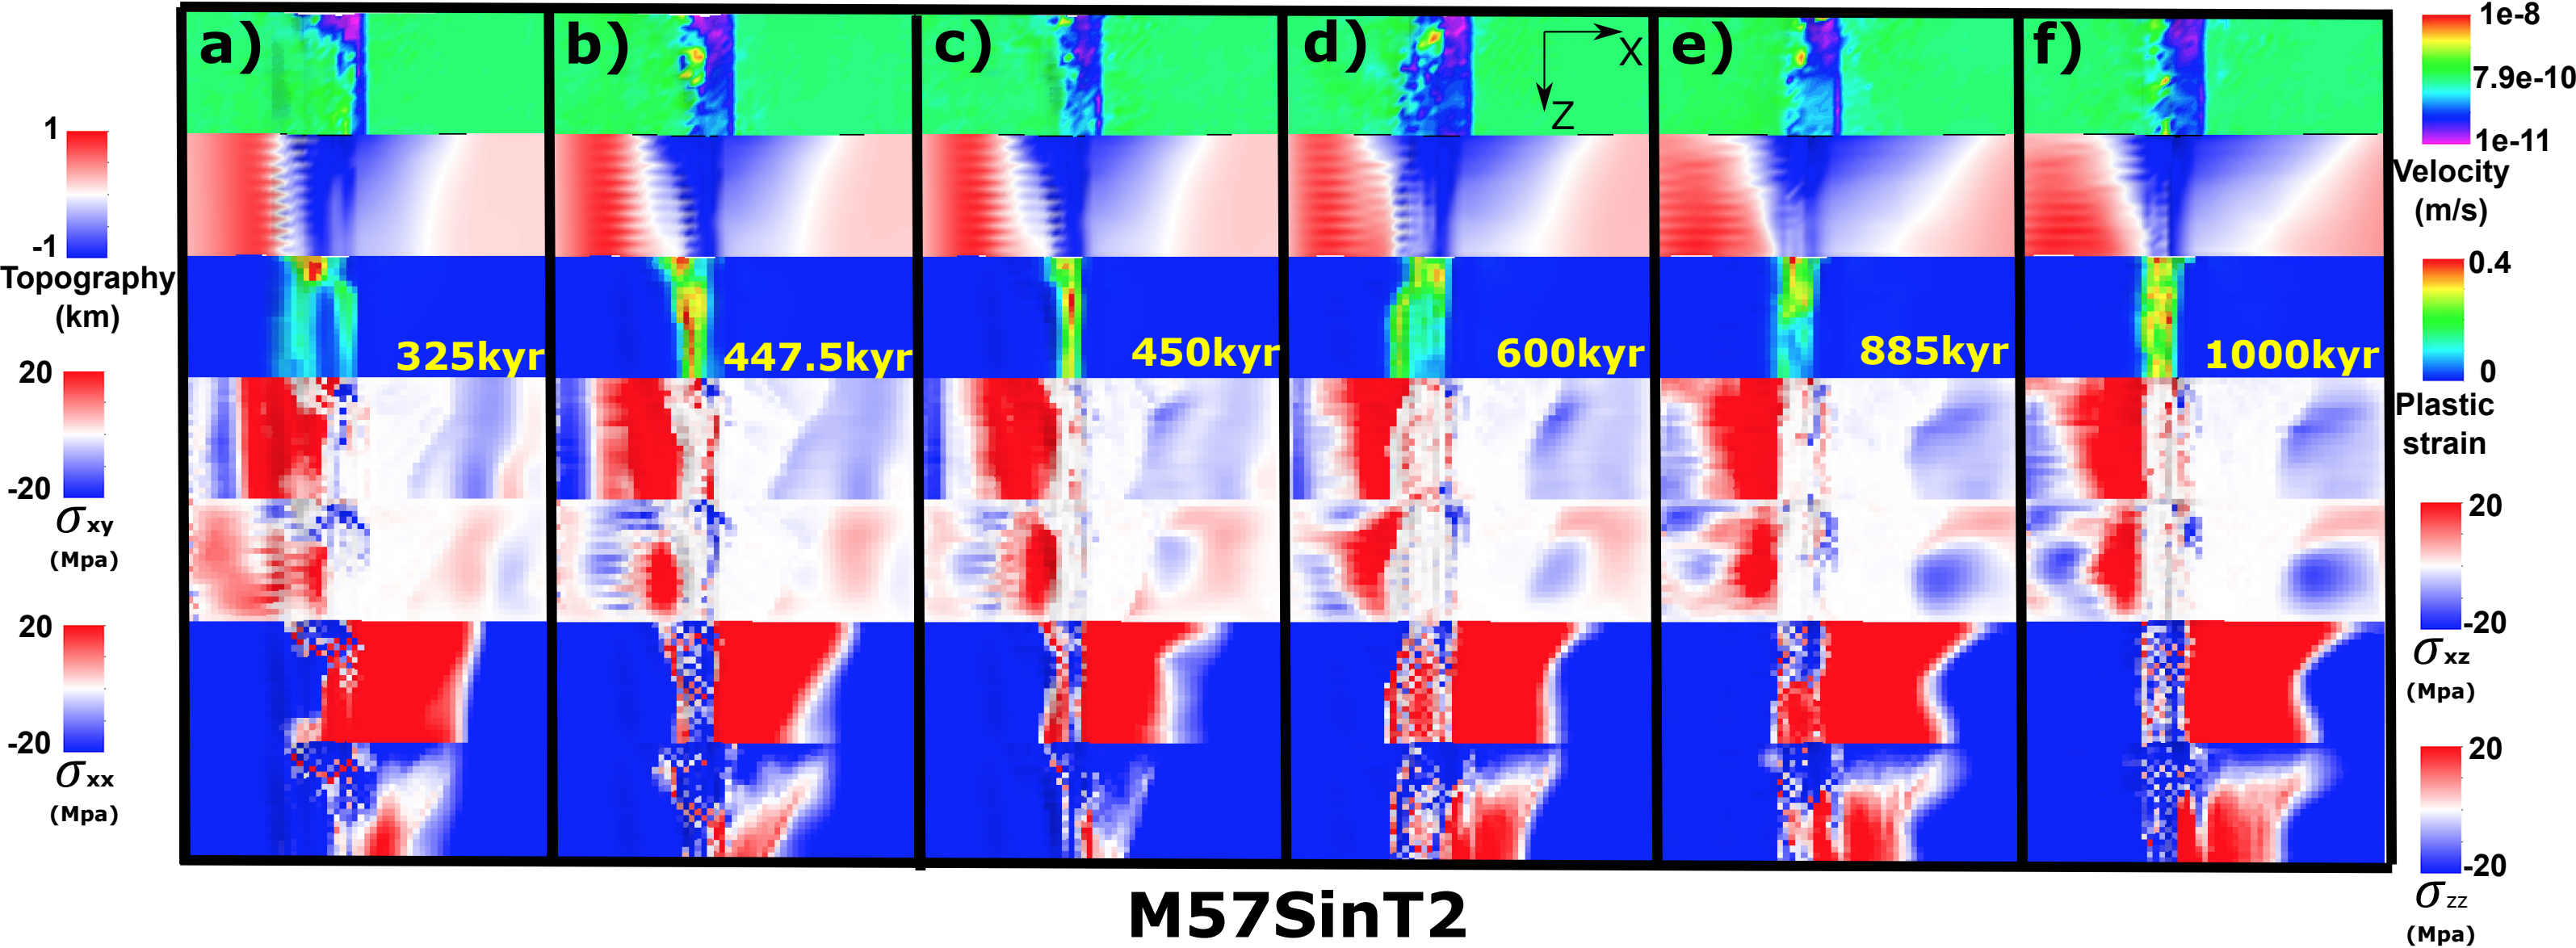 a)
b)
c)
d)
e)
f)
X
Z
1e-8
7.9e-10
1e-11
Velocity
(m/s)
1
-1
Topography
(km)
325kyr
447.5kyr
450kyr
600kyr
885kyr
1000kyr
0.4
0
Plastic
strain
20
-20
σxy
(Mpa)
20
-20
σxz
(Mpa)
20
-20
σxx
(Mpa)
20
-20
σzz
(Mpa)
M57SinT2